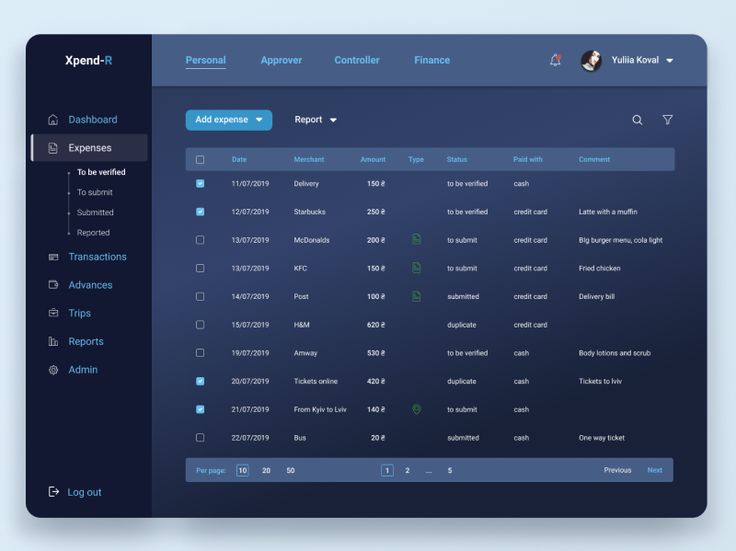 Xpend-R
Personal Approver Controller Finance Yuliia Koval
Dashboard
Expenses
To be verified
To submit
Submitted
Reported
Transactions
Advances
Trips
Reports
Admin
Log out
Add expense Report
Date Merchant Amount Type Status Paid with Comment
11/07/2019 Delivery 150 ₴ to be verified cash
12/07/2019 Starbucks 250 ₴ to be verified credit card Latte with a muffin
13/07/2019 McDonalds 200 ₴ to submit credit card BIg burger menu, cola light
13/07/2019 KFC 150 ₴ to submit credit card Fried chicken
14/07/2019 Post 100 ₴ submitted credit card Delivery bill
15/07/2019 H&M 620 ₴ duplicate credit card
19/07/2019 Amway 530 ₴ to be verified cash Body lotions and scrub
20/07/2019 Tickets online 420 ₴ duplicate cash Tickets to lviv
21/07/2019 From Kyiv to Lviv 140 ₴ to submit cash
22/07/2019 Bus 20 ₴ submitted cash One way ticket
Per page: 10 20 50 1 2 ... 5 Previous Next